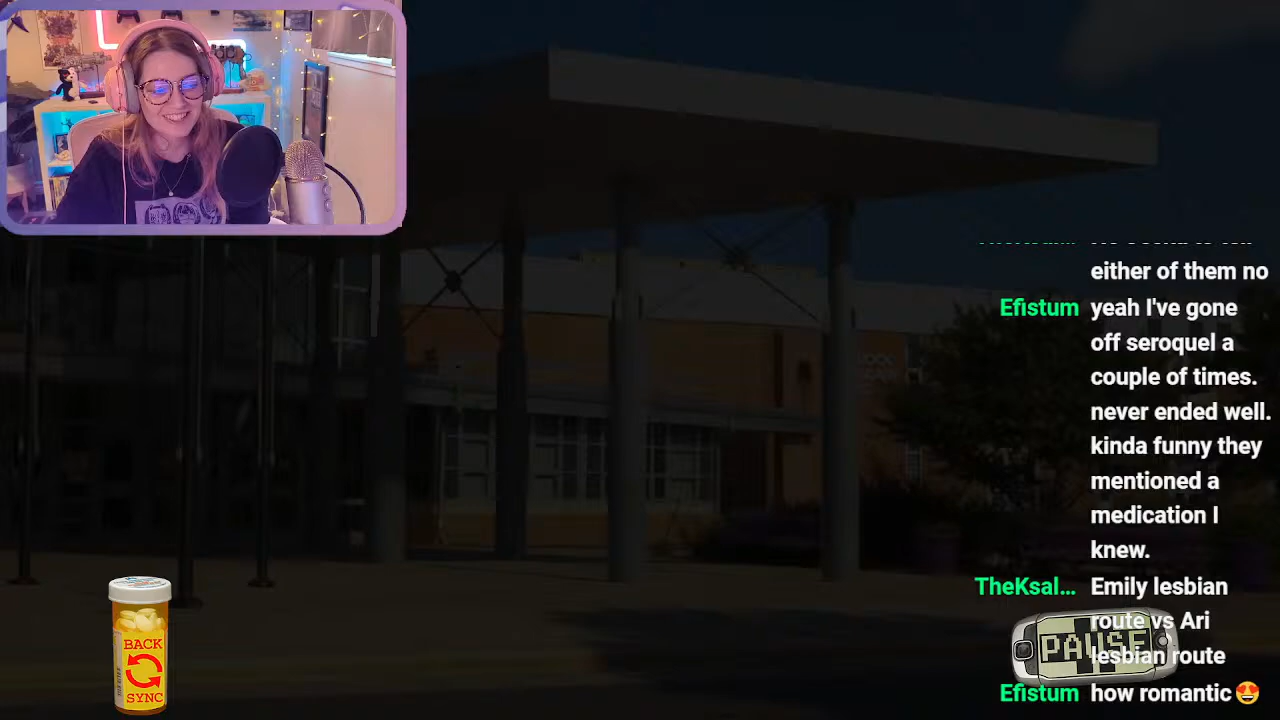 either of them no
Efistum yeah I've gone
off seroquel a
couple of times.
never ended well.
kinda funny they
mentioned a
medication I
knew.
TheKsal... Emily lesbian
route vs Ari
lesbian route
Efistum how romantic 😍
PAUSE
BACK
SYNC